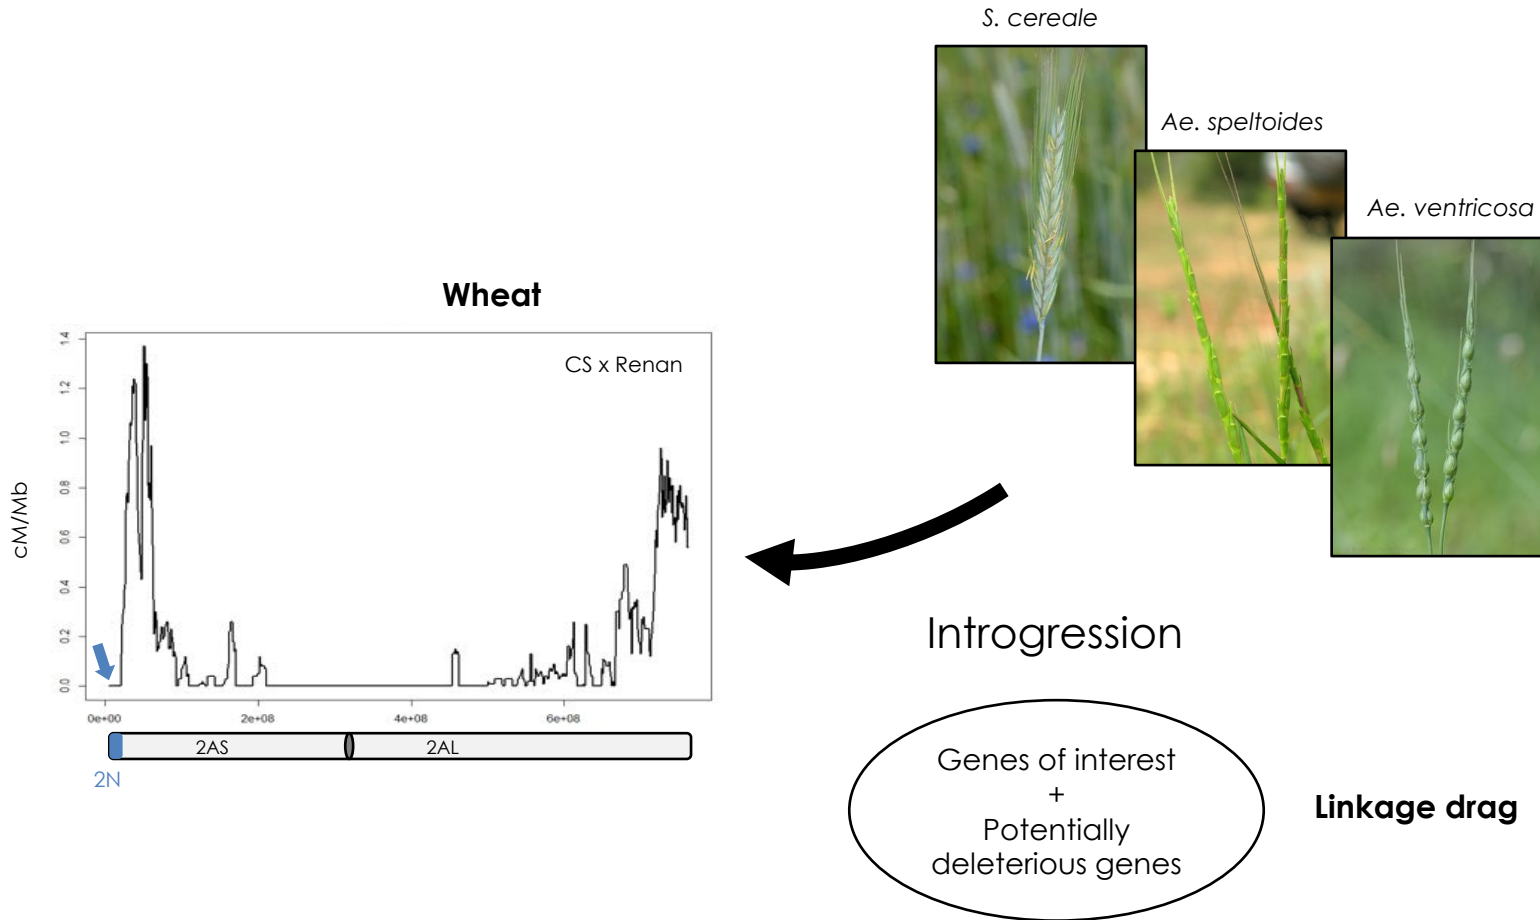 S. cereale
Ae. speltoides
Ae. ventricosa
Wheat
CS x Renan
cM/Mb
1.4
1.2
1.0
0.8
0.6
0.4
0.2
0.0
0e+00 2e+08 4e+08 6e+08
2AS 2AL
2N
Introgression
Genes of interest
+
Potentially
deleterious genes
Linkage drag